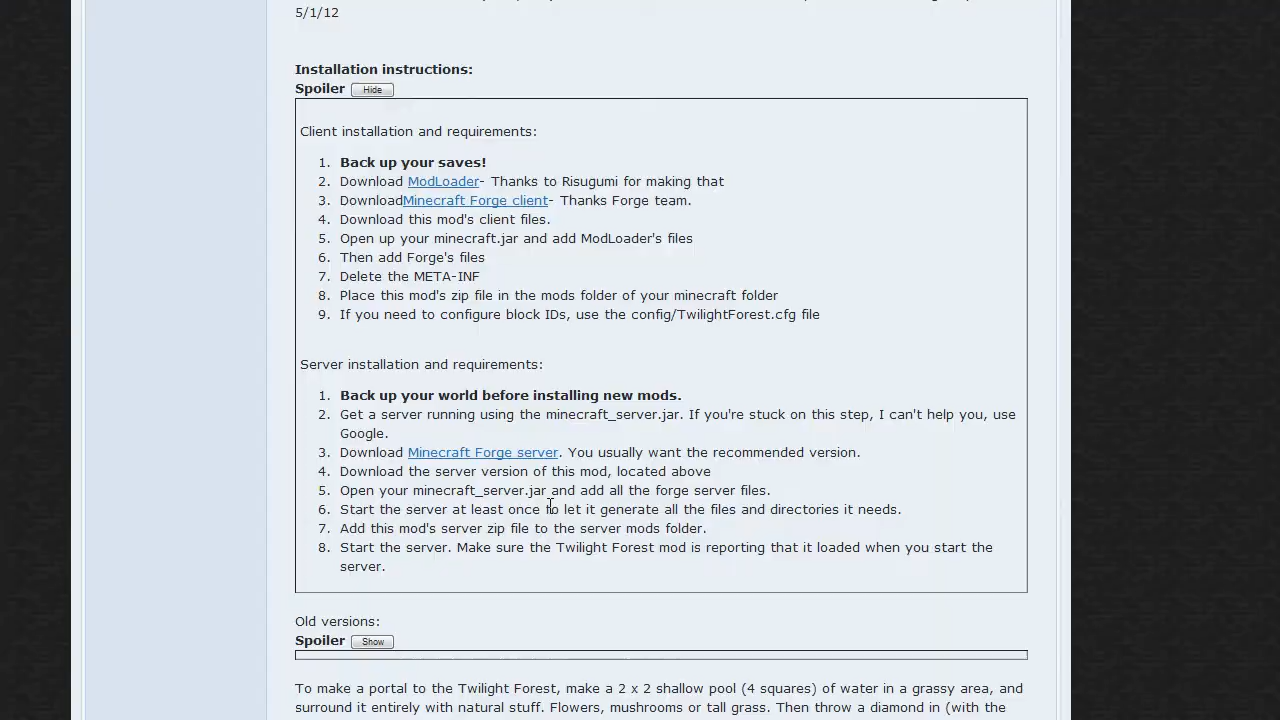 5/1/12
Installation instructions:
Spoiler Hide
Client installation and requirements:
1. Back up your saves!
2. Download ModLoader- Thanks to Risugumi for making that
3. DownloadMinecraft Forge client- Thanks Forge team.
4. Download this mod's client files.
5. Open up your minecraft.jar and add ModLoader's files
6. Then add Forge's files
7. Delete the META-INF
8. Place this mod's zip file in the mods folder of your minecraft folder
9. If you need to configure block IDs, use the config/TwilightForest.cfg file
Server installation and requirements:
1. Back up your world before installing new mods.
2. Get a server running using the minecraft_server.jar. If you're stuck on this step, I can't help you, use
Google.
3. Download Minecraft Forge server. You usually want the recommended version.
4. Download the server version of this mod, located above
5. Open your minecraft_server.jar and add all the forge server files.
6. Start the server at least once to let it generate all the files and directories it needs.
7. Add this mod's server zip file to the server mods folder.
8. Start the server. Make sure the Twilight Forest mod is reporting that it loaded when you start the
server.
Old versions:
Spoiler Show
To make a portal to the Twilight Forest, make a 2 x 2 shallow pool (4 squares) of water in a grassy area, and
surround it entirely with natural stuff. Flowers, mushrooms or tall grass. Then throw a diamond in (with the